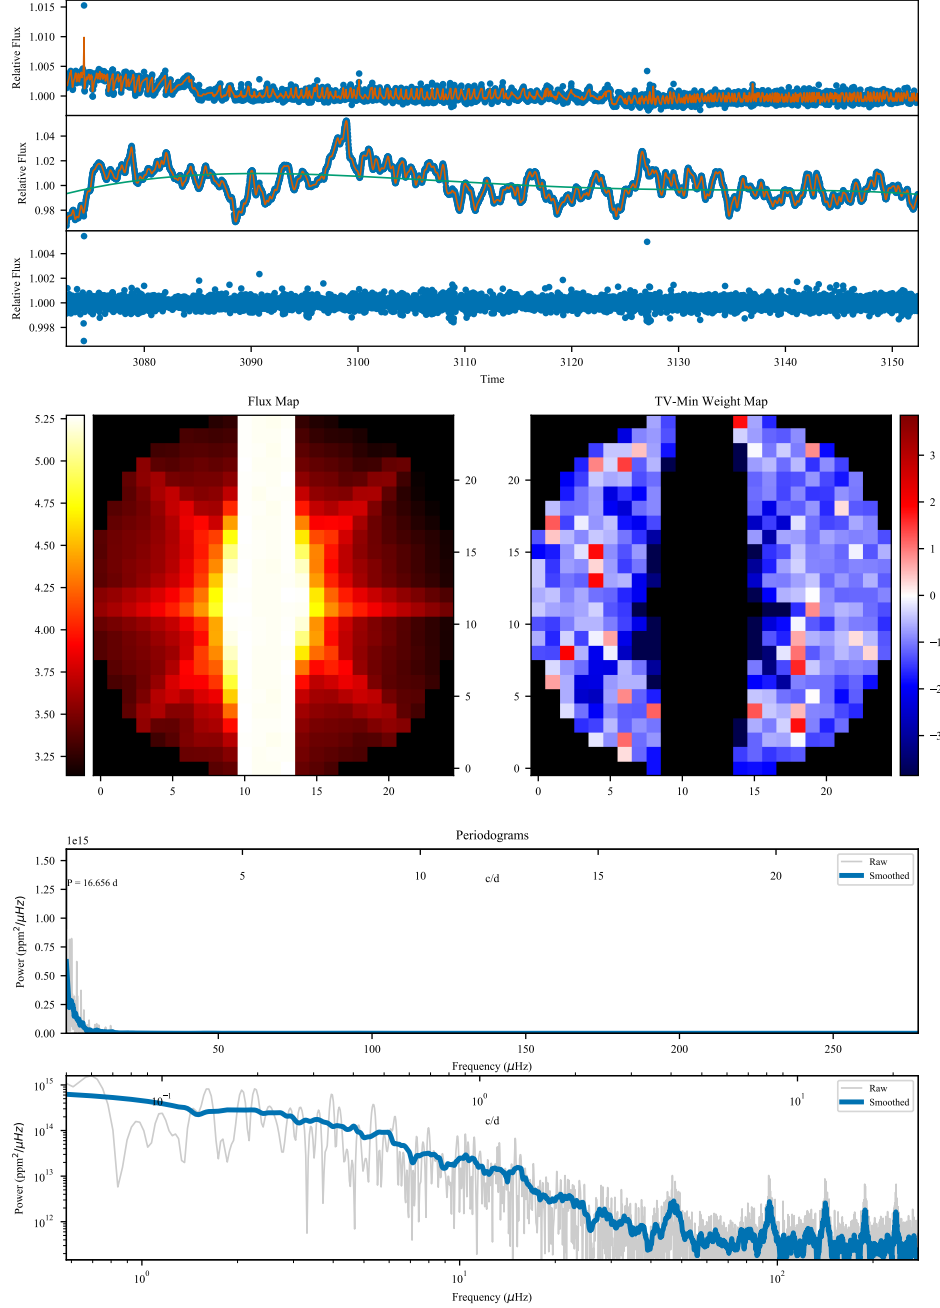 1.015
1.010
1.005
1.000
Relative Flux
1.04
1.02
1.00
0.98
Relative Flux
1.004
1.002
1.000
0.998
Relative Flux
3080 3090 3100 3110 3120 3130 3140 3150
Time
Flux Map
5.25
5.00
4.75
4.50
4.25
4.00
3.75
3.50
3.25
20
15
10
5
0
0 5 10 15 20
TV-Min Weight Map
20
15
10
5
0
0 5 10 15 20
3
2
1
0
−1
−2
−3
Periodograms
1e15
5 10 15 20
c/d
P = 16.656 d
Raw
Smoothed
1.50
1.25
1.00
0.75
0.50
0.25
0.00
Power (ppm²/μHz)
50 100 150 200 250
Frequency (μHz)
10⁻¹ 10⁰ 10¹
c/d
Raw
Smoothed
10¹⁵
10¹⁴
10¹³
10¹²
Power (ppm²/μHz)
10⁰ 10¹ 10²
Frequency (μHz)